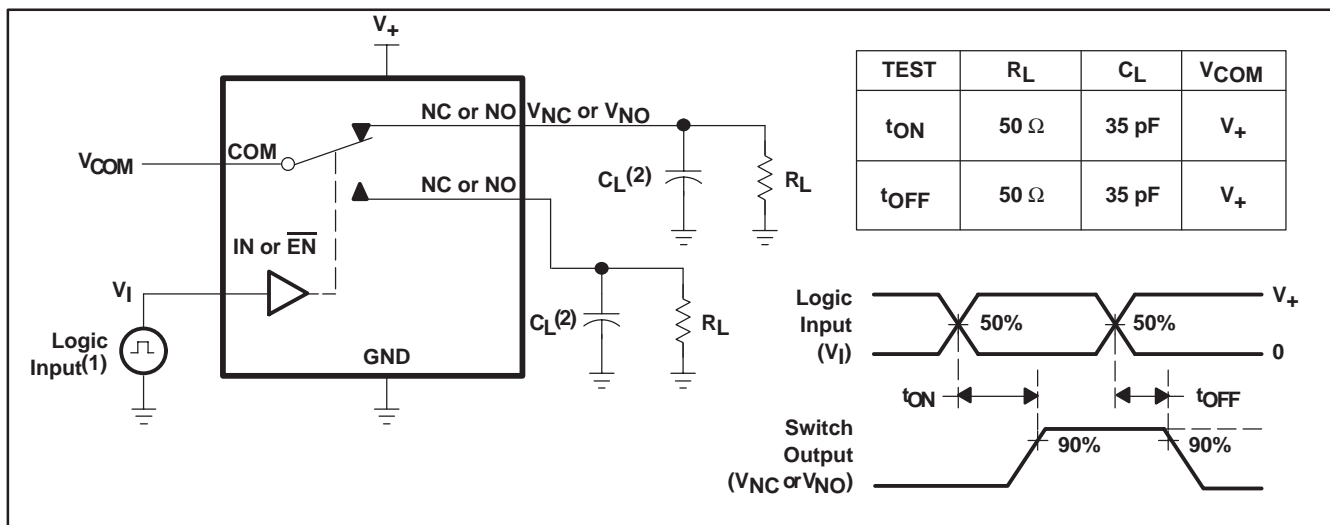 V+
NC or NO VNC or VNO
COM
VCOM
CL(2)
RL
NC or NO
IN or EN
VI
CL(2)
RL
Logic
Input(1)
GND
TEST RL CL VCOM
tON 50 Ω 35 pF V+
tOFF 50 Ω 35 pF V+
Logic
Input
(VI)
V+
50% 50%
0
tON tOFF
Switch
Output
(VNC or VNO)
90% 90%